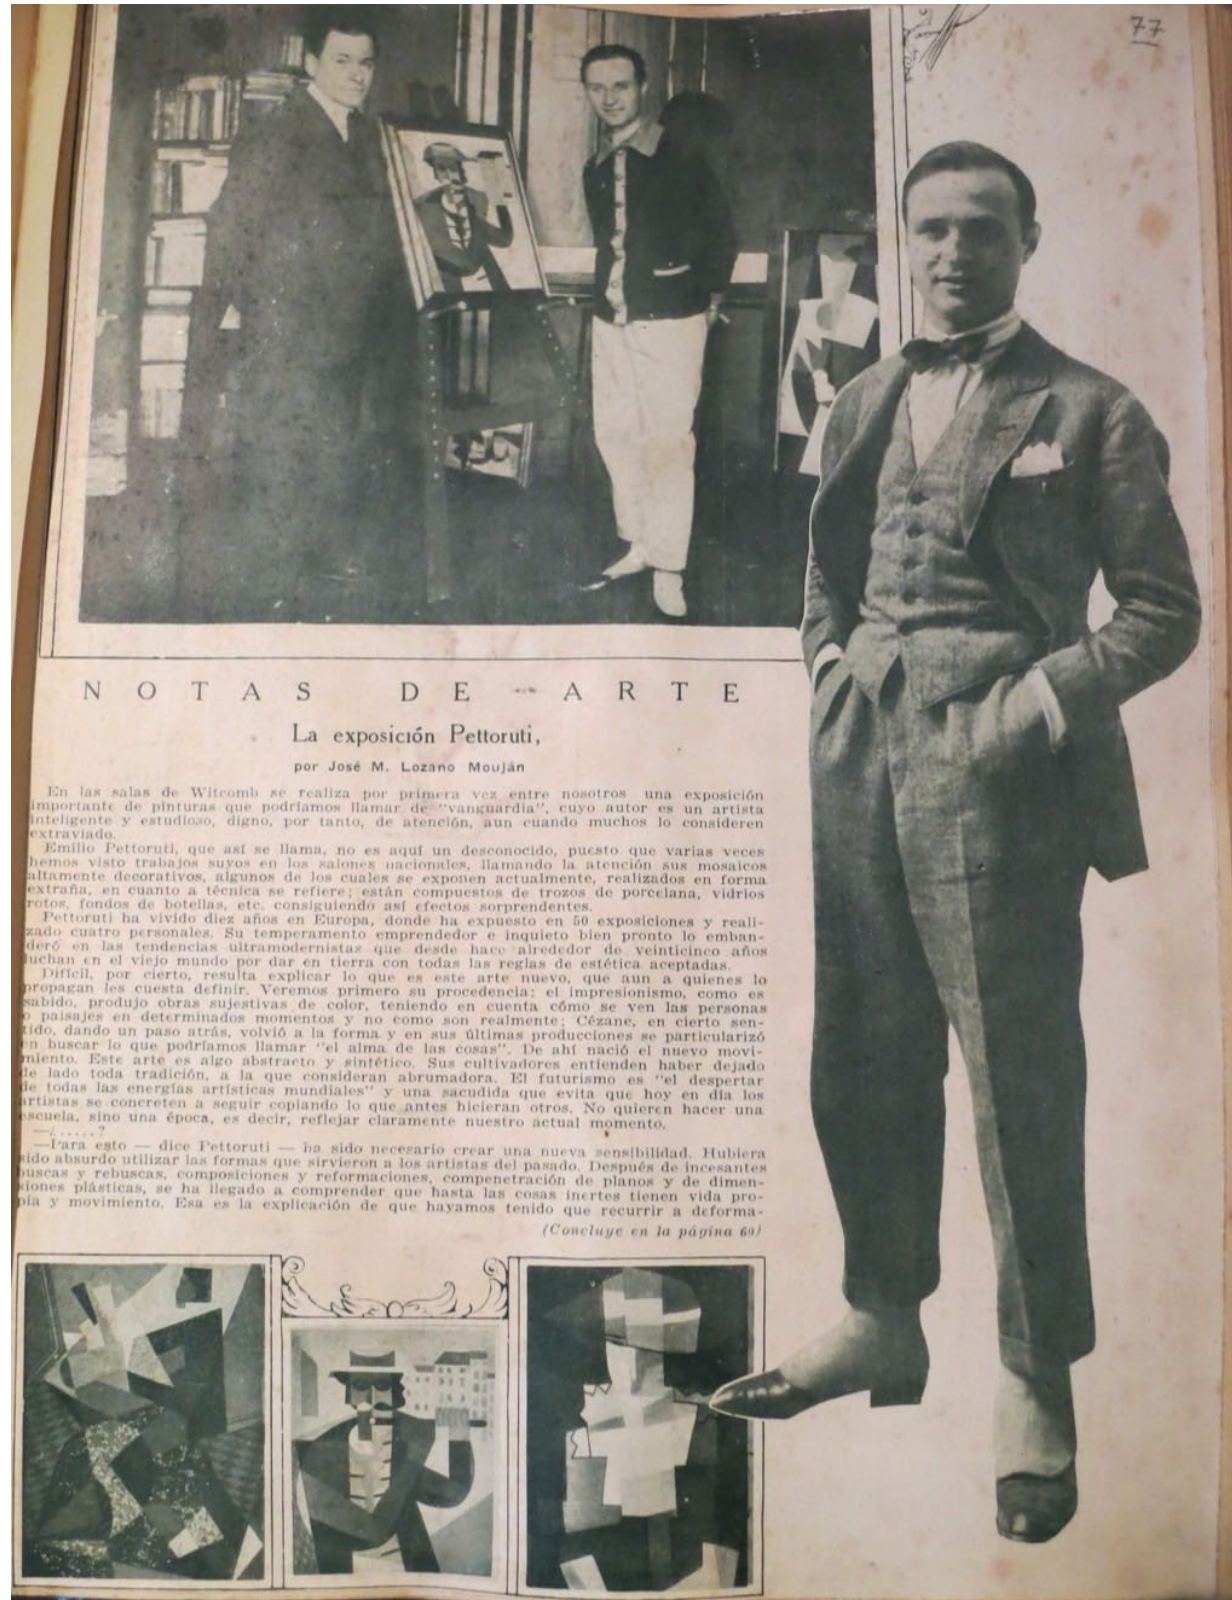 77
NOTAS DE ARTE
La exposición Pettoruti,
por José M. Lozano Mouján
En las salas de Witcomb se realiza por primera vez entre nosotros una exposición
importante de pinturas que podríamos llamar de "vanguardia", cuyo autor es un artista
inteligente y estudioso, digno, por tanto, de atención, aun cuando muchos lo consideren
extraviado.
Emilio Pettoruti, que así se llama, no es aquí un desconocido, puesto que varias veces
hemos visto trabajos suyos en los salones nacionales, llamando la atención sus mosaicos
altamente decorativos, algunos de los cuales se exponen actualmente, realizados en forma
extraña, en cuanto a técnica se refiere; están compuestos de trozos de porcelana, vidrios
rotos, fondos de botellas, etc. consiguiendo así efectos sorprendentes.
Pettoruti ha vivido diez años en Europa, donde ha expuesto en 50 exposiciones y reali-
zado cuatro personales. Su temperamento emprendedor e inquieto bien pronto lo emban-
deró en las tendencias ultramodernistas que desde hace alrededor de veinticinco años
luchan en el viejo mundo por dar en tierra con todas las reglas de estética aceptadas.
Difícil, por cierto, resulta explicar lo que es este arte nuevo, que aun a quienes lo
propagan les cuesta definir. Veremos primero su procedencia: el impresionismo, como es
sabido, produjo obras sujestivas de color, teniendo en cuenta cómo se ven las personas
o paisajes en determinados momentos y no como son realmente; Cézane, en cierto sen-
tido, dando un paso atrás, volvió a la forma y en sus últimas producciones se particularizó
en buscar lo que podríamos llamar "el alma de las cosas". De ahí nació el nuevo movi-
miento. Este arte es algo abstracto y sintético. Sus cultivadores entienden haber dejado
de lado toda tradición, a la que consideran abrumadora. El futurismo es "el despertar
de todas las energías artísticas mundiales" y una sacudida que evita que hoy en día los
artistas se concreten a seguir copiando lo que antes hicieran otros. No quieren hacer una
escuela, sino una época, es decir, reflejar claramente nuestro actual momento.
—¿......?
—Para esto — dice Pettoruti — ha sido necesario crear una nueva sensibilidad. Hubiera
sido absurdo utilizar las formas que sirvieron a los artistas del pasado. Después de incesantes
buscas y rebuscas, composiciones y reformaciones, compenetración de planos y de dimen-
siones plásticas, se ha llegado a comprender que hasta las cosas inertes tienen vida pro-
pia y movimiento. Esa es la explicación de que hayamos tenido que recurrir a deforma-
(Concluye en la página 60)